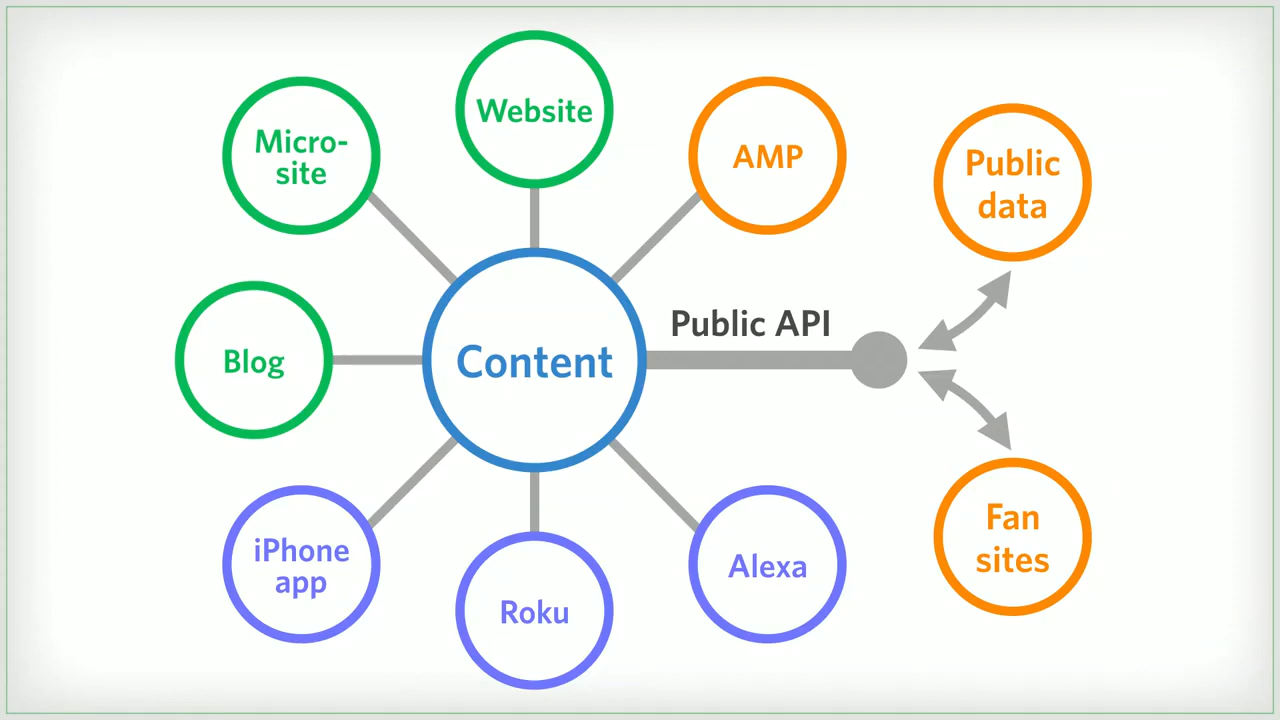 Website
Micro-
site
AMP
Public
data
Public API
Blog
Content
Fan
sites
iPhone
app
Roku
Alexa